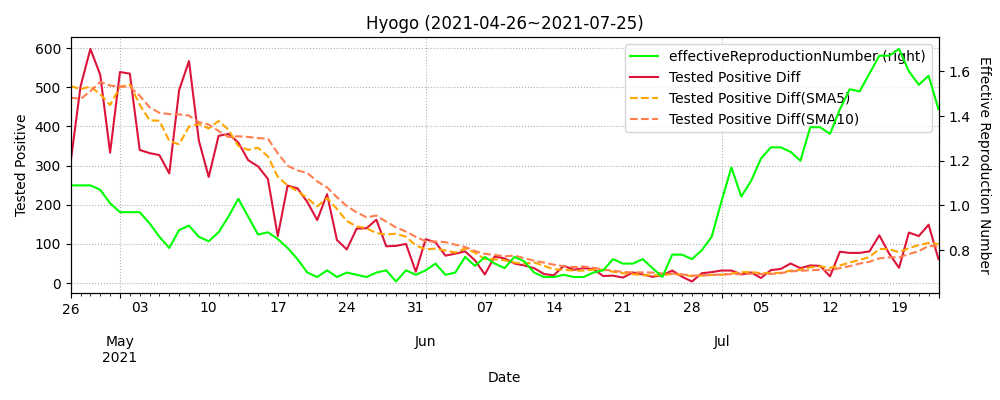 Hyogo (2021-04-26~2021-07-25)
effectiveReproductionNumber (right)
Tested Positive Diff
Tested Positive Diff(SMA5)
Tested Positive Diff(SMA10)
600
500
400
300
200
100
0
Tested Positive
1.6
1.4
1.2
1.0
0.8
Effective Reproduction Number
26 03 10 17 24 31 07 14 21 28 05 12 19
May Jun Jul
2021
Date